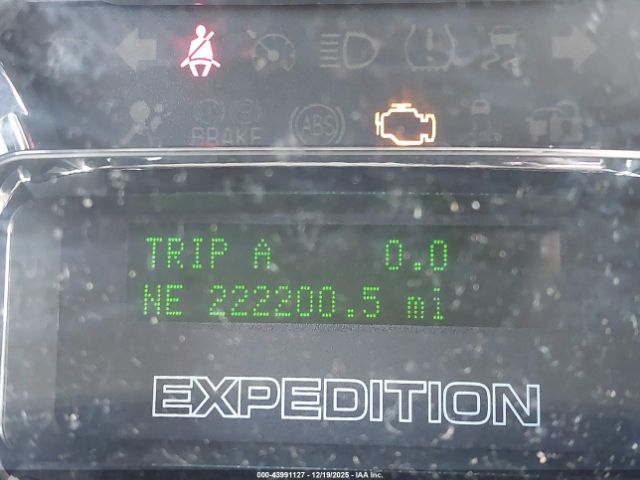 BRAKE
ABS
TRIP A 0.0
NE 222200.5 mi
EXPEDITION
000-43991127 - 12/19/2025 - IAA Inc.